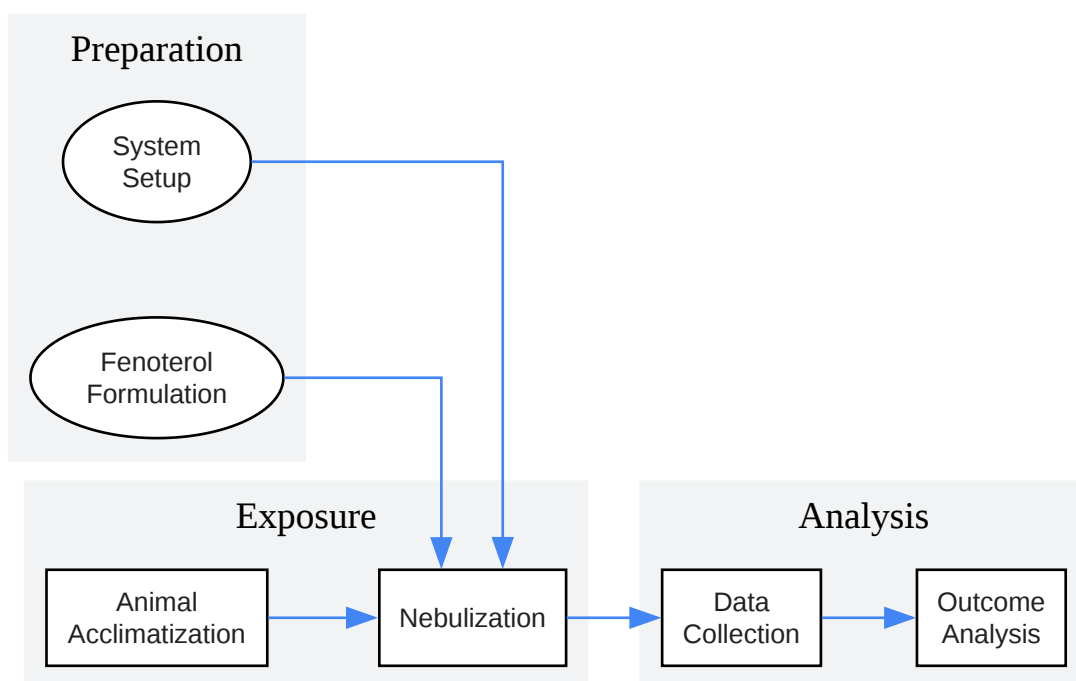 Preparation
System
Setup
Fenoterol
Formulation
Exposure
Animal
Acclimatization
Nebulization
Analysis
Data
Collection
Outcome
Analysis